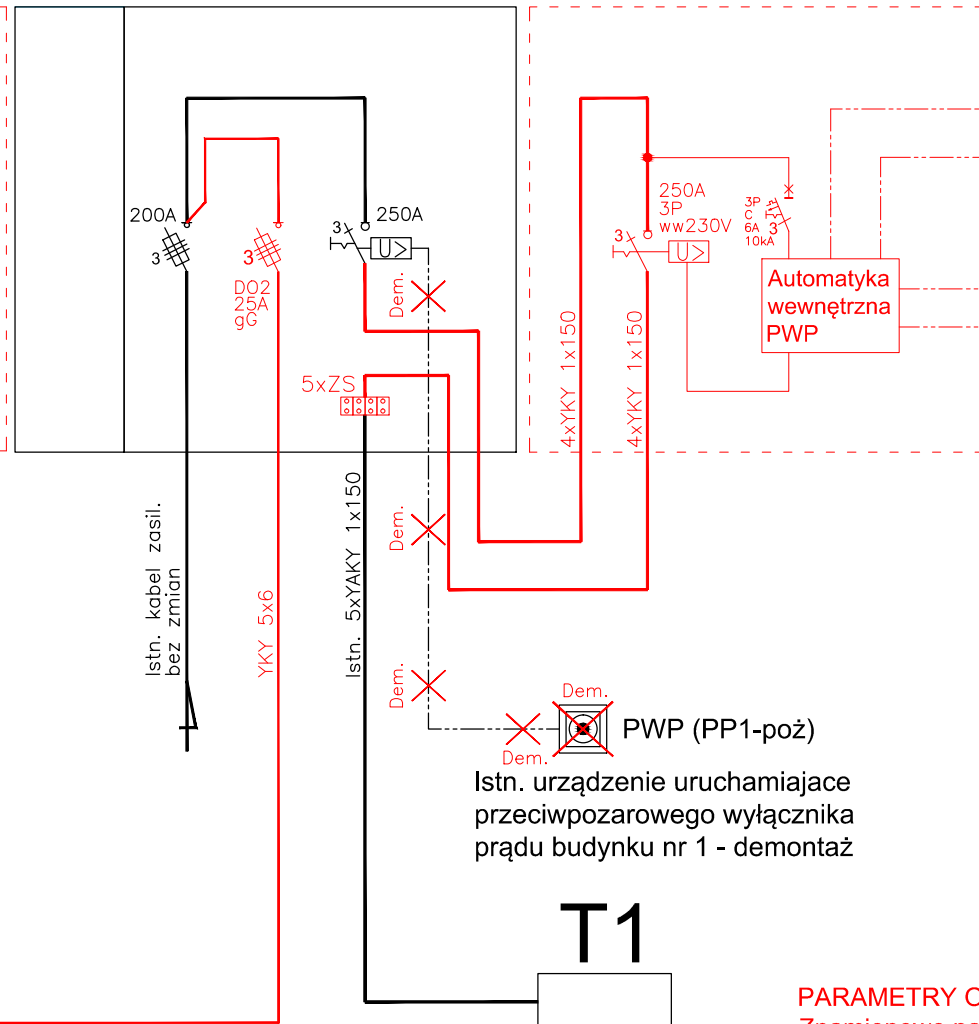 200A
3
3
DO2
25A
gG
3
250A
U>
Dem.
5xZS
250A
3P
ww230V
3
U>
3P
C
6A
3
10kA
Automatyka
wewnętrzna
PWP
4xYKY 1x150
4xYKY 1x150
Istn. kabel zasil.
bez zmian
YKY 5x6
Istn. 5xYAKY 1x150
Dem.
Dem.
Dem.
Dem.
PWP (PP1-poż)
Istn. urządzenie uruchamiajace
przeciwpozarowego wyłącznika
prądu budynku nr 1 - demontaż
T1
PARAMETRY